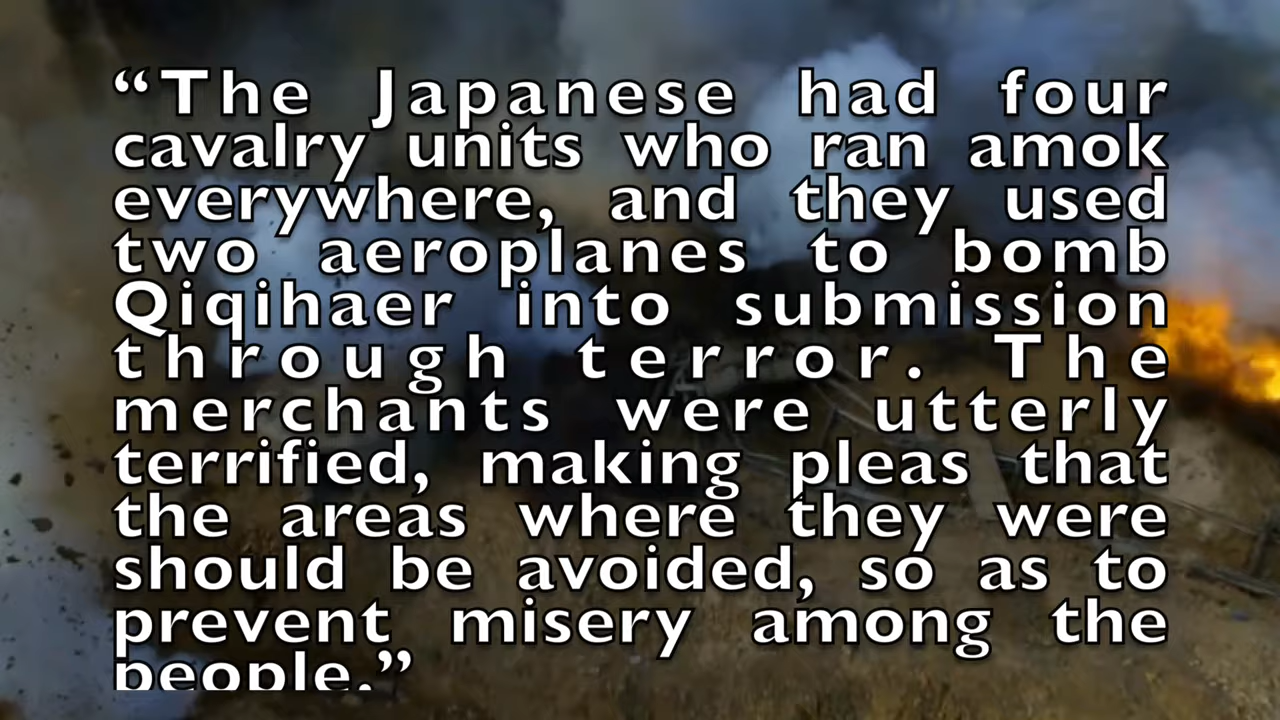 “The Japanese had four
cavalry units who ran amok
everywhere, and they used
two aeroplanes to bomb
Qiqihaer into submission
through terror. The
merchants were utterly
terrified, making pleas that
the areas where they were
should be avoided, so as to
prevent misery among the
people.”